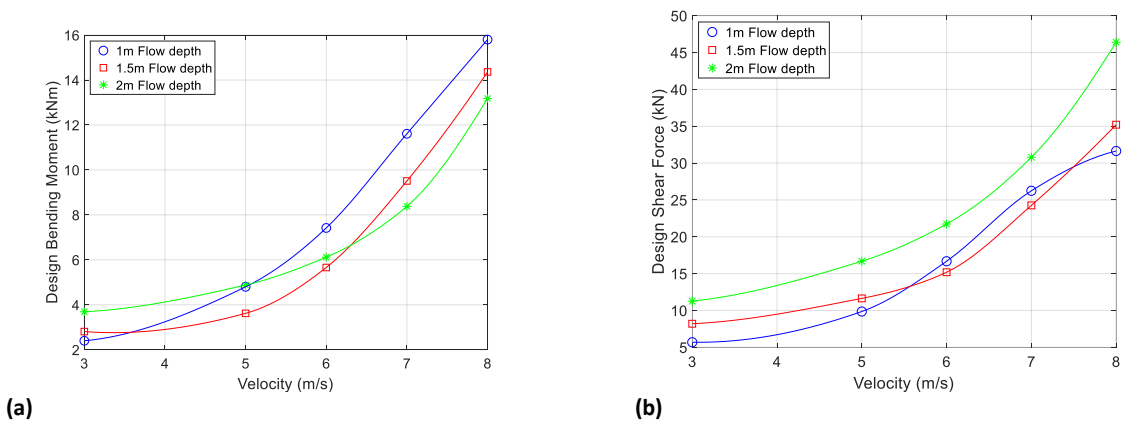 16
14
12
10
8
6
4
2
Design Bending Moment (kNm)
1m Flow depth
1.5m Flow depth
2m Flow depth
3 4 5 6 7 8
Velocity (m/s)
(a)
50
45
40
35
30
25
20
15
10
5
Design Shear Force (kN)
1m Flow depth
1.5m Flow depth
2m Flow depth
3 4 5 6 7 8
Velocity (m/s)
(b)